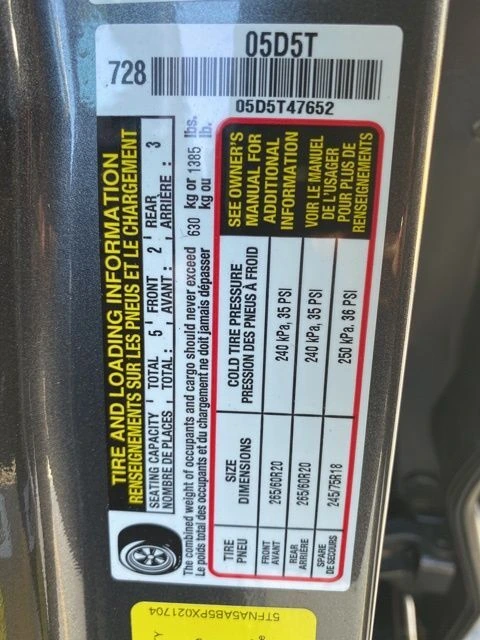 728
05D5T
05D5T47652
TIRE AND LOADING INFORMATION
RENSEIGNEMENTS SUR LES PNEUS ET LE CHARGEMENT
SEATING CAPACITY TOTAL 5 FRONT 2 REAR 3
NOMBRE DE PLACES TOTAL : AVANT : ARRIÈRE :
The combined weight of occupants and cargo should never exceed 630 kg or 1385 lbs.
Le poids total des occupants et du chargement ne doit jamais dépasser kg ou lb.
TIRE SIZE COLD TIRE PRESSURE
PNEU DIMENSIONS PRESSION DES PNEUS À FROID
FRONT 265/60R20 240 kPa, 35 PSI
AVANT
REAR 265/60R20 240 kPa, 35 PSI
ARRIÈRE
SPARE 245/75R18 250 kPa, 36 PSI
DE SECOURS
SEE OWNER'S
MANUAL FOR
ADDITIONAL
INFORMATION
VOIR LE MANUEL
DE L'USAGER
POUR PLUS DE
RENSEIGNEMENTS
5TFNA5AB5PX021704